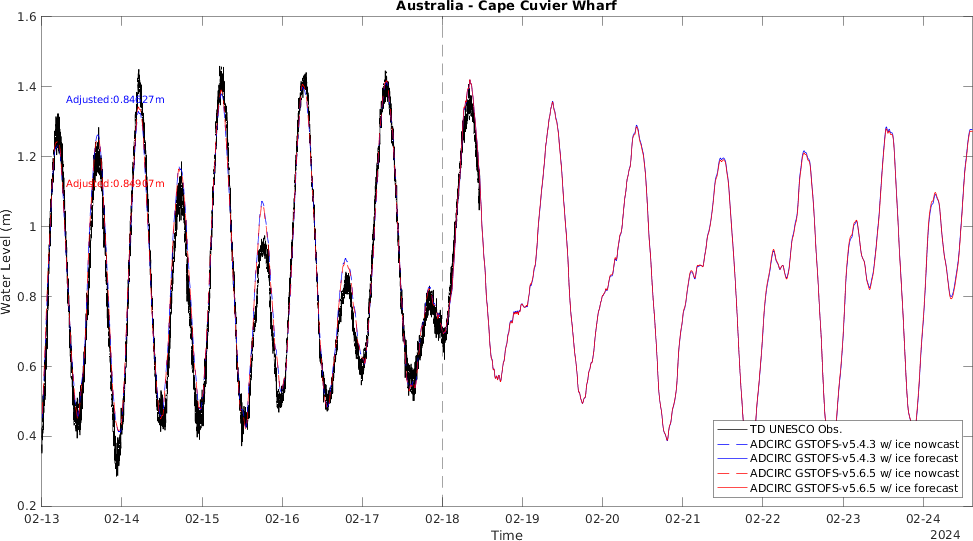 Australia - Cape Cuvier Wharf
1.6
1.4
1.2
1
0.8
0.6
0.4
0.2
Water Level (m)
Adjusted:0.84627m
Adjusted:0.84907m
TD UNESCO Obs.
ADCIRC GSTOFS-v5.4.3 w/ ice nowcast
ADCIRC GSTOFS-v5.4.3 w/ ice forecast
ADCIRC GSTOFS-v5.6.5 w/ ice nowcast
ADCIRC GSTOFS-v5.6.5 w/ ice forecast
02-13 02-14 02-15 02-16 02-17 02-18 02-19 02-20 02-21 02-22 02-23 02-24
Time
2024